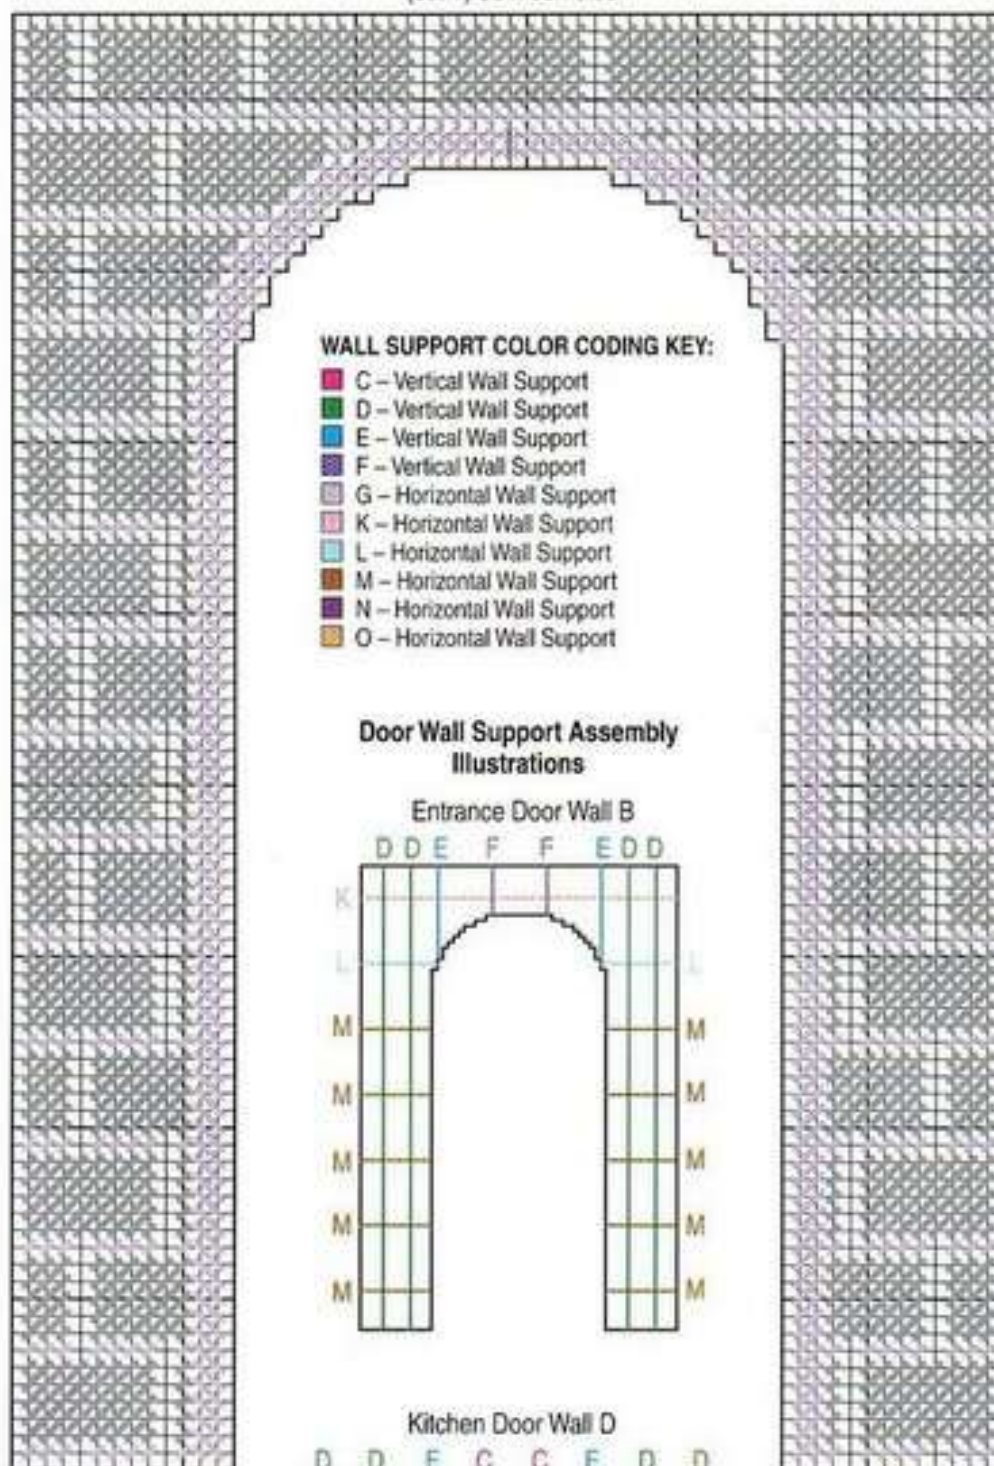 WALL SUPPORT COLOR CODING KEY:
C – Vertical Wall Support
D – Vertical Wall Support
E – Vertical Wall Support
F – Vertical Wall Support
G – Horizontal Wall Support
K – Horizontal Wall Support
L – Horizontal Wall Support
M – Horizontal Wall Support
N – Horizontal Wall Support
O – Horizontal Wall Support
Door Wall Support Assembly
Illustrations
Entrance Door Wall B
D D E F F E D D
K
L L
M M
M M
M M
M M
M M
Kitchen Door Wall D
D D E C C E D D